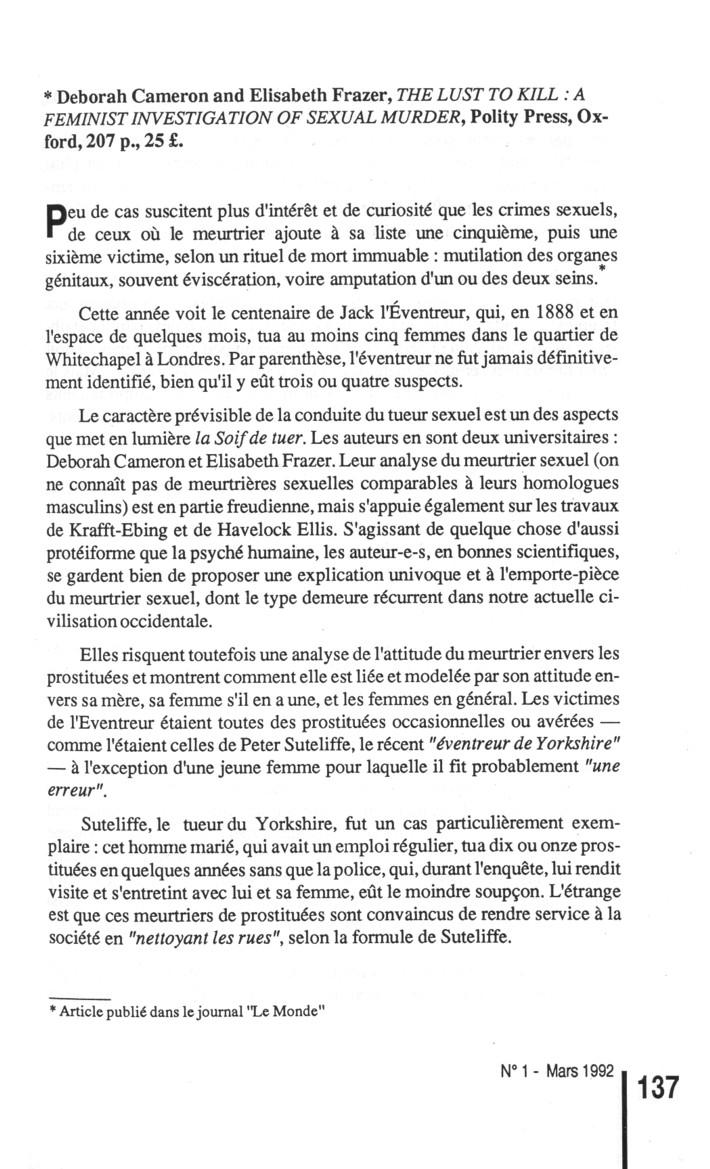 * Deborah Cameron and Elisabeth Frazer, THE LUST TO KILL : A
FEMINIST INVESTIGATION OF SEXUAL MURDER, Polity Press, Ox-
ford, 207 p., 25 £.
Peu de cas suscitent plus d'intérêt et de curiosité que les crimes sexuels,
de ceux où le meurtrier ajoute à sa liste une cinquième, puis une
sixième victime, selon un rituel de mort immuable : mutilation des organes
génitaux, souvent éviscération, voire amputation d'un ou des deux seins.*
Cette année voit le centenaire de Jack l'Éventreur, qui, en 1888 et en
l'espace de quelques mois, tua au moins cinq femmes dans le quartier de
Whitechapel à Londres. Par parenthèse, l'éventreur ne fut jamais définitive-
ment identifié, bien qu'il y eût trois ou quatre suspects.
Le caractère prévisible de la conduite du tueur sexuel est un des aspects
que met en lumière la Soif de tuer. Les auteurs en sont deux universitaires :
Deborah Cameron et Elisabeth Frazer. Leur analyse du meurtrier sexuel (on
ne connaît pas de meurtrières sexuelles comparables à leurs homologues
masculins) est en partie freudienne, mais s'appuie également sur les travaux
de Krafft-Ebing et de Havelock Ellis. S'agissant de quelque chose d'aussi
protéiforme que la psyché humaine, les auteur-e-s, en bonnes scientifiques,
se gardent bien de proposer une explication univoque et à l'emporte-pièce
du meurtrier sexuel, dont le type demeure récurrent dans notre actuelle ci-
vilisation occidentale.
Elles risquent toutefois une analyse de l'attitude du meurtrier envers les
prostituées et montrent comment elle est liée et modelée par son attitude en-
vers sa mère, sa femme s'il en a une, et les femmes en général. Les victimes
de l'Eventreur étaient toutes des prostituées occasionnelles ou avérées —
comme l'étaient celles de Peter Suteliffe, le récent "éventreur de Yorkshire"
— à l'exception d'une jeune femme pour laquelle il fit probablement "une
erreur".
Suteliffe, le tueur du Yorkshire, fut un cas particulièrement exem-
plaire : cet homme marié, qui avait un emploi régulier, tua dix ou onze pros-
tituées en quelques années sans que la police, qui, durant l'enquête, lui rendit
visite et s'entretint avec lui et sa femme, eût le moindre soupçon. L'étrange
est que ces meurtriers de prostituées sont convaincus de rendre service à la
société en "nettoyant les rues", selon la formule de Suteliffe.
* Article publié dans le journal "Le Monde"
N° 1 - Mars 1992
137